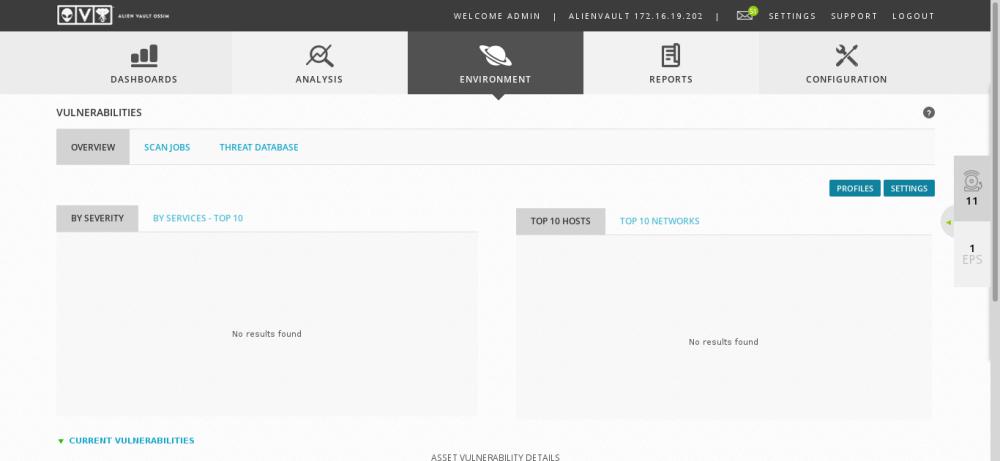 OV ALIEN VAULT OSSIM
WELCOME ADMIN | ALIENVAULT 172.16.19.202 | 51 SETTINGS SUPPORT LOGOUT
DASHBOARDS ANALYSIS ENVIRONMENT REPORTS CONFIGURATION
VULNERABILITIES ?
OVERVIEW SCAN JOBS THREAT DATABASE
PROFILES SETTINGS
11
1
EPS
BY SEVERITY BY SERVICES - TOP 10
TOP 10 HOSTS TOP 10 NETWORKS
No results found
No results found
CURRENT VULNERABILITIES
ASSET VULNERABILITY DETAILS